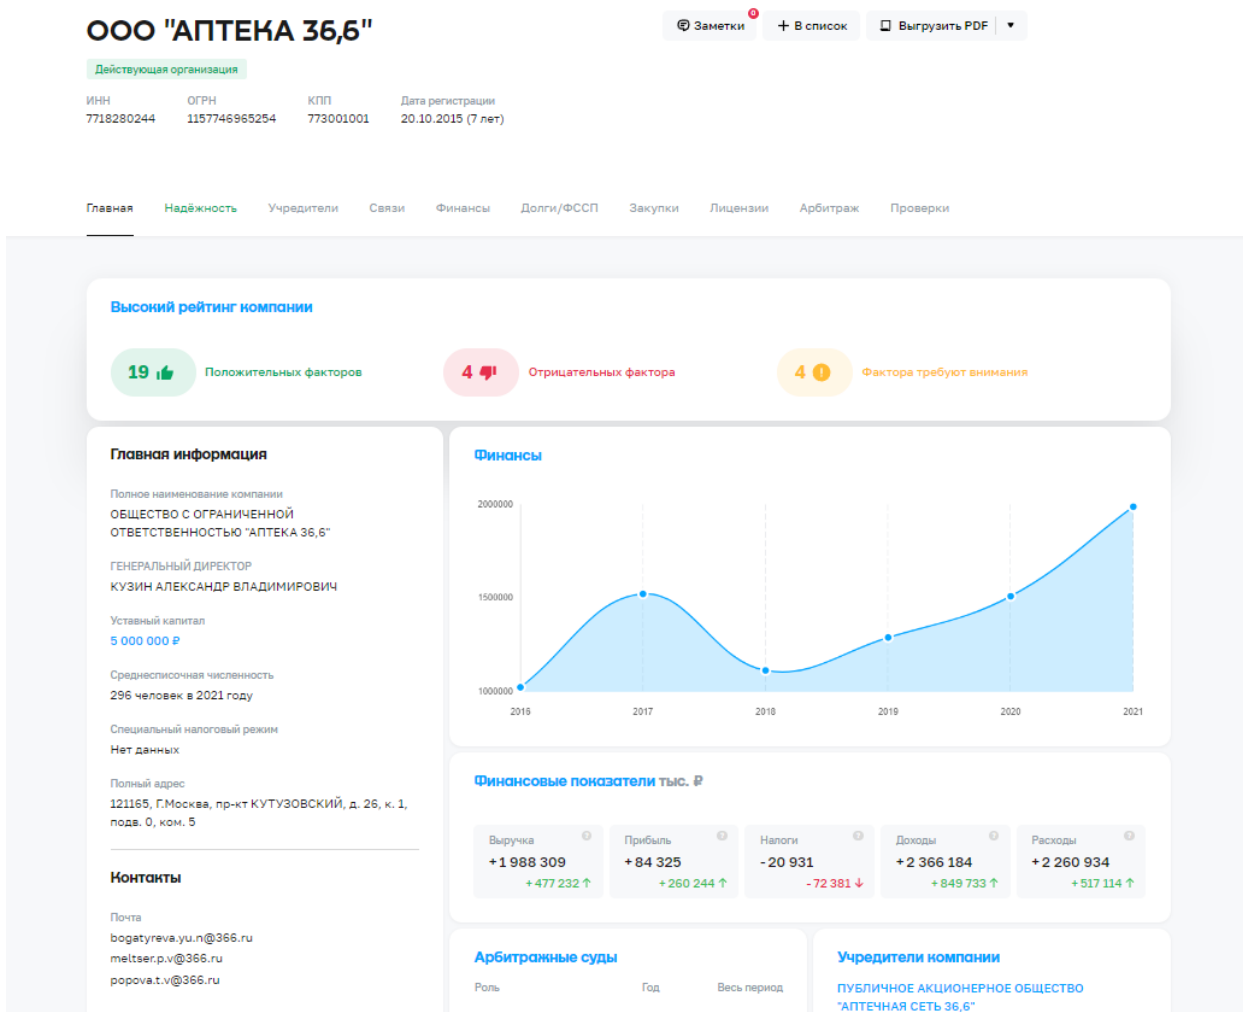 ООО "АПТЕКА 36,6"
0
Заметки
+ В список
Выгрузить PDF
Действующая организация
ИНН ОГРН КПП Дата регистрации
7718280244 1157746965254 773001001 20.10.2015 (7 лет)
Главная Надёжность Учредители Связи Финансы Долги/ФССП Закупки Лицензии Арбитраж Проверки
Высокий рейтинг компании
19 Положительных факторов
4 Отрицательных фактора
4 Фактора требуют внимания
Главная информация
Полное наименование компании
ОБЩЕСТВО С ОГРАНИЧЕННОЙ
ОТВЕТСТВЕННОСТЬЮ "АПТЕКА 36,6"
ГЕНЕРАЛЬНЫЙ ДИРЕКТОР
КУЗИН АЛЕКСАНДР ВЛАДИМИРОВИЧ
Уставный капитал
5 000 000 ₽
Среднесписочная численность
296 человек в 2021 году
Специальный налоговый режим
Нет данных
Полный адрес
121165, Г.Москва, пр-кт КУТУЗОВСКИЙ, д. 26, к. 1,
подв. 0, ком. 5
Контакты
Почта
bogatyreva.yu.n@366.ru
meltser.p.v@366.ru
popova.t.v@366.ru
Финансы
2000000
1500000
1000000
2016 2017 2018 2019 2020 2021
Финансовые показатели тыс. ₽
Выручка ? Прибыль ? Налоги ? Доходы ? Расходы ?
+1 988 309 +84 325 -20 931 +2 366 184 +2 260 934
+477 232 ↑ +260 244 ↑ -72 381 ↓ +849 733 ↑ +517 114 ↑
Арбитражные суды
Роль Год Весь период
Учредители компании
ПУБЛИЧНОЕ АКЦИОНЕРНОЕ ОБЩЕСТВО
"АПТЕЧНАЯ СЕТЬ 36,6"